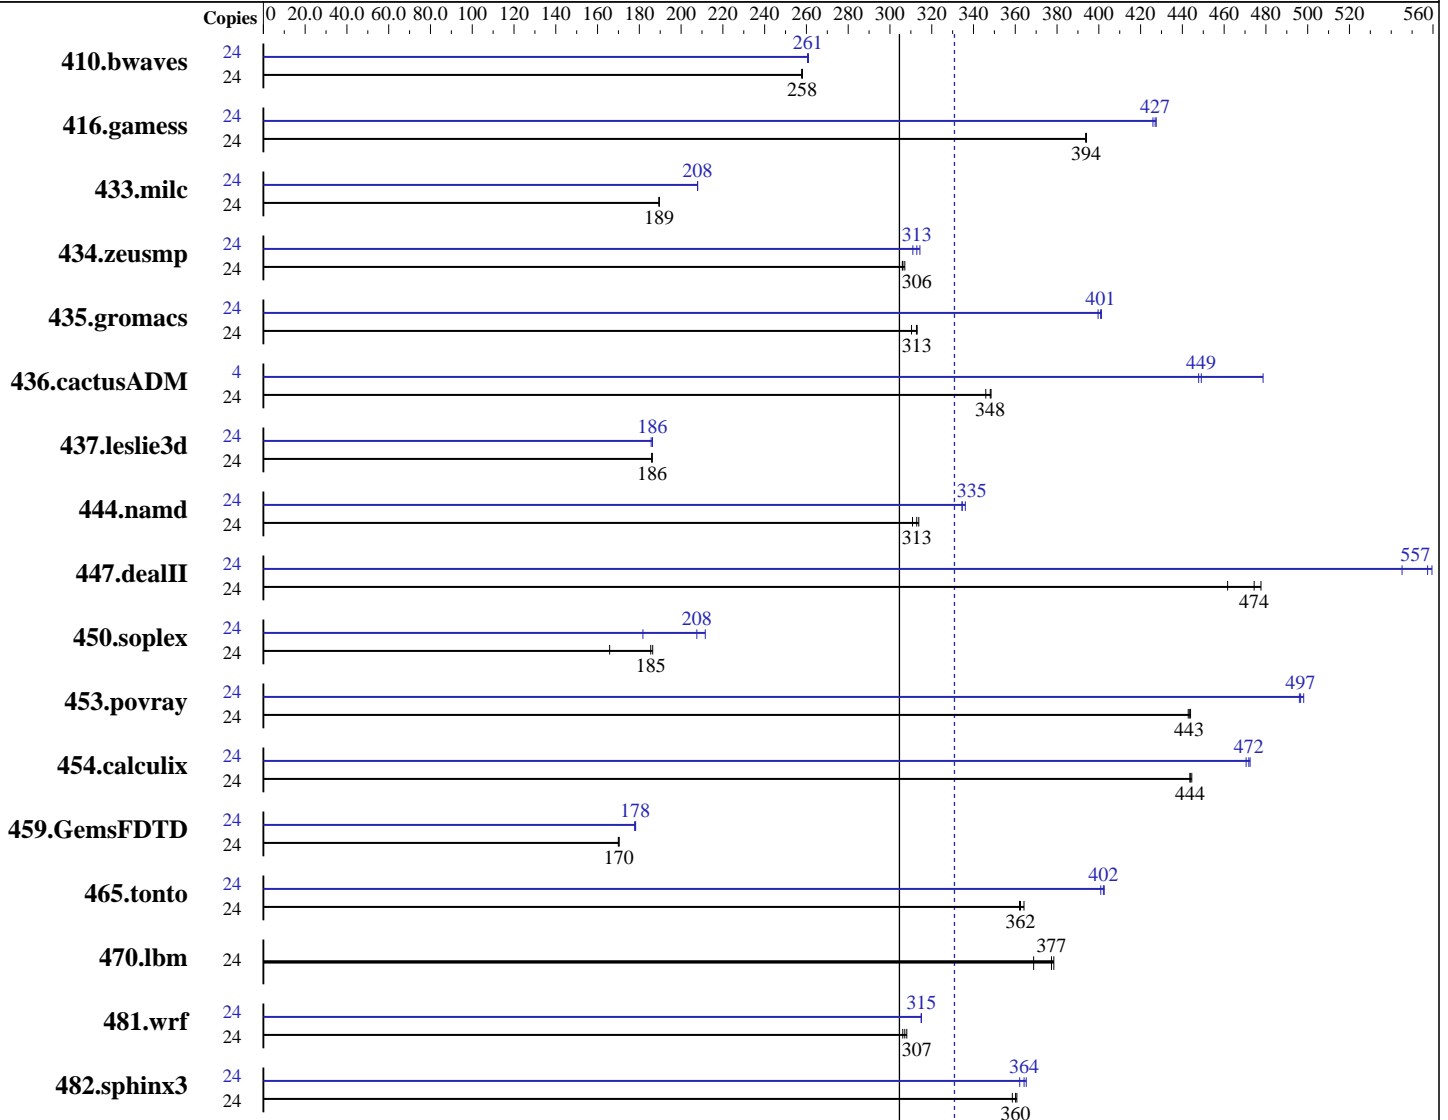 Copies 0 20.0 40.0 60.0 80.0 100 120 140 160 180 200 220 240 260 280 300 320 340 360 380 400 420 440 460 480 500 520 560
410.bwaves 24 261
24 258
416.gamess 24 427
24 394
433.milc 24 208
24 189
434.zeusmp 24 313
24 306
435.gromacs 24 401
24 313
436.cactusADM 4 449
24 348
437.leslie3d 24 186
24 186
444.namd 24 335
24 313
447.dealII 24 557
24 474
450.soplex 24 208
24 185
453.povray 24 497
24 443
454.calculix 24 472
24 444
459.GemsFDTD 24 178
24 170
465.tonto 24 402
24 362
470.lbm 24 377
481.wrf 24 315
24 307
482.sphinx3 24 364
24 360